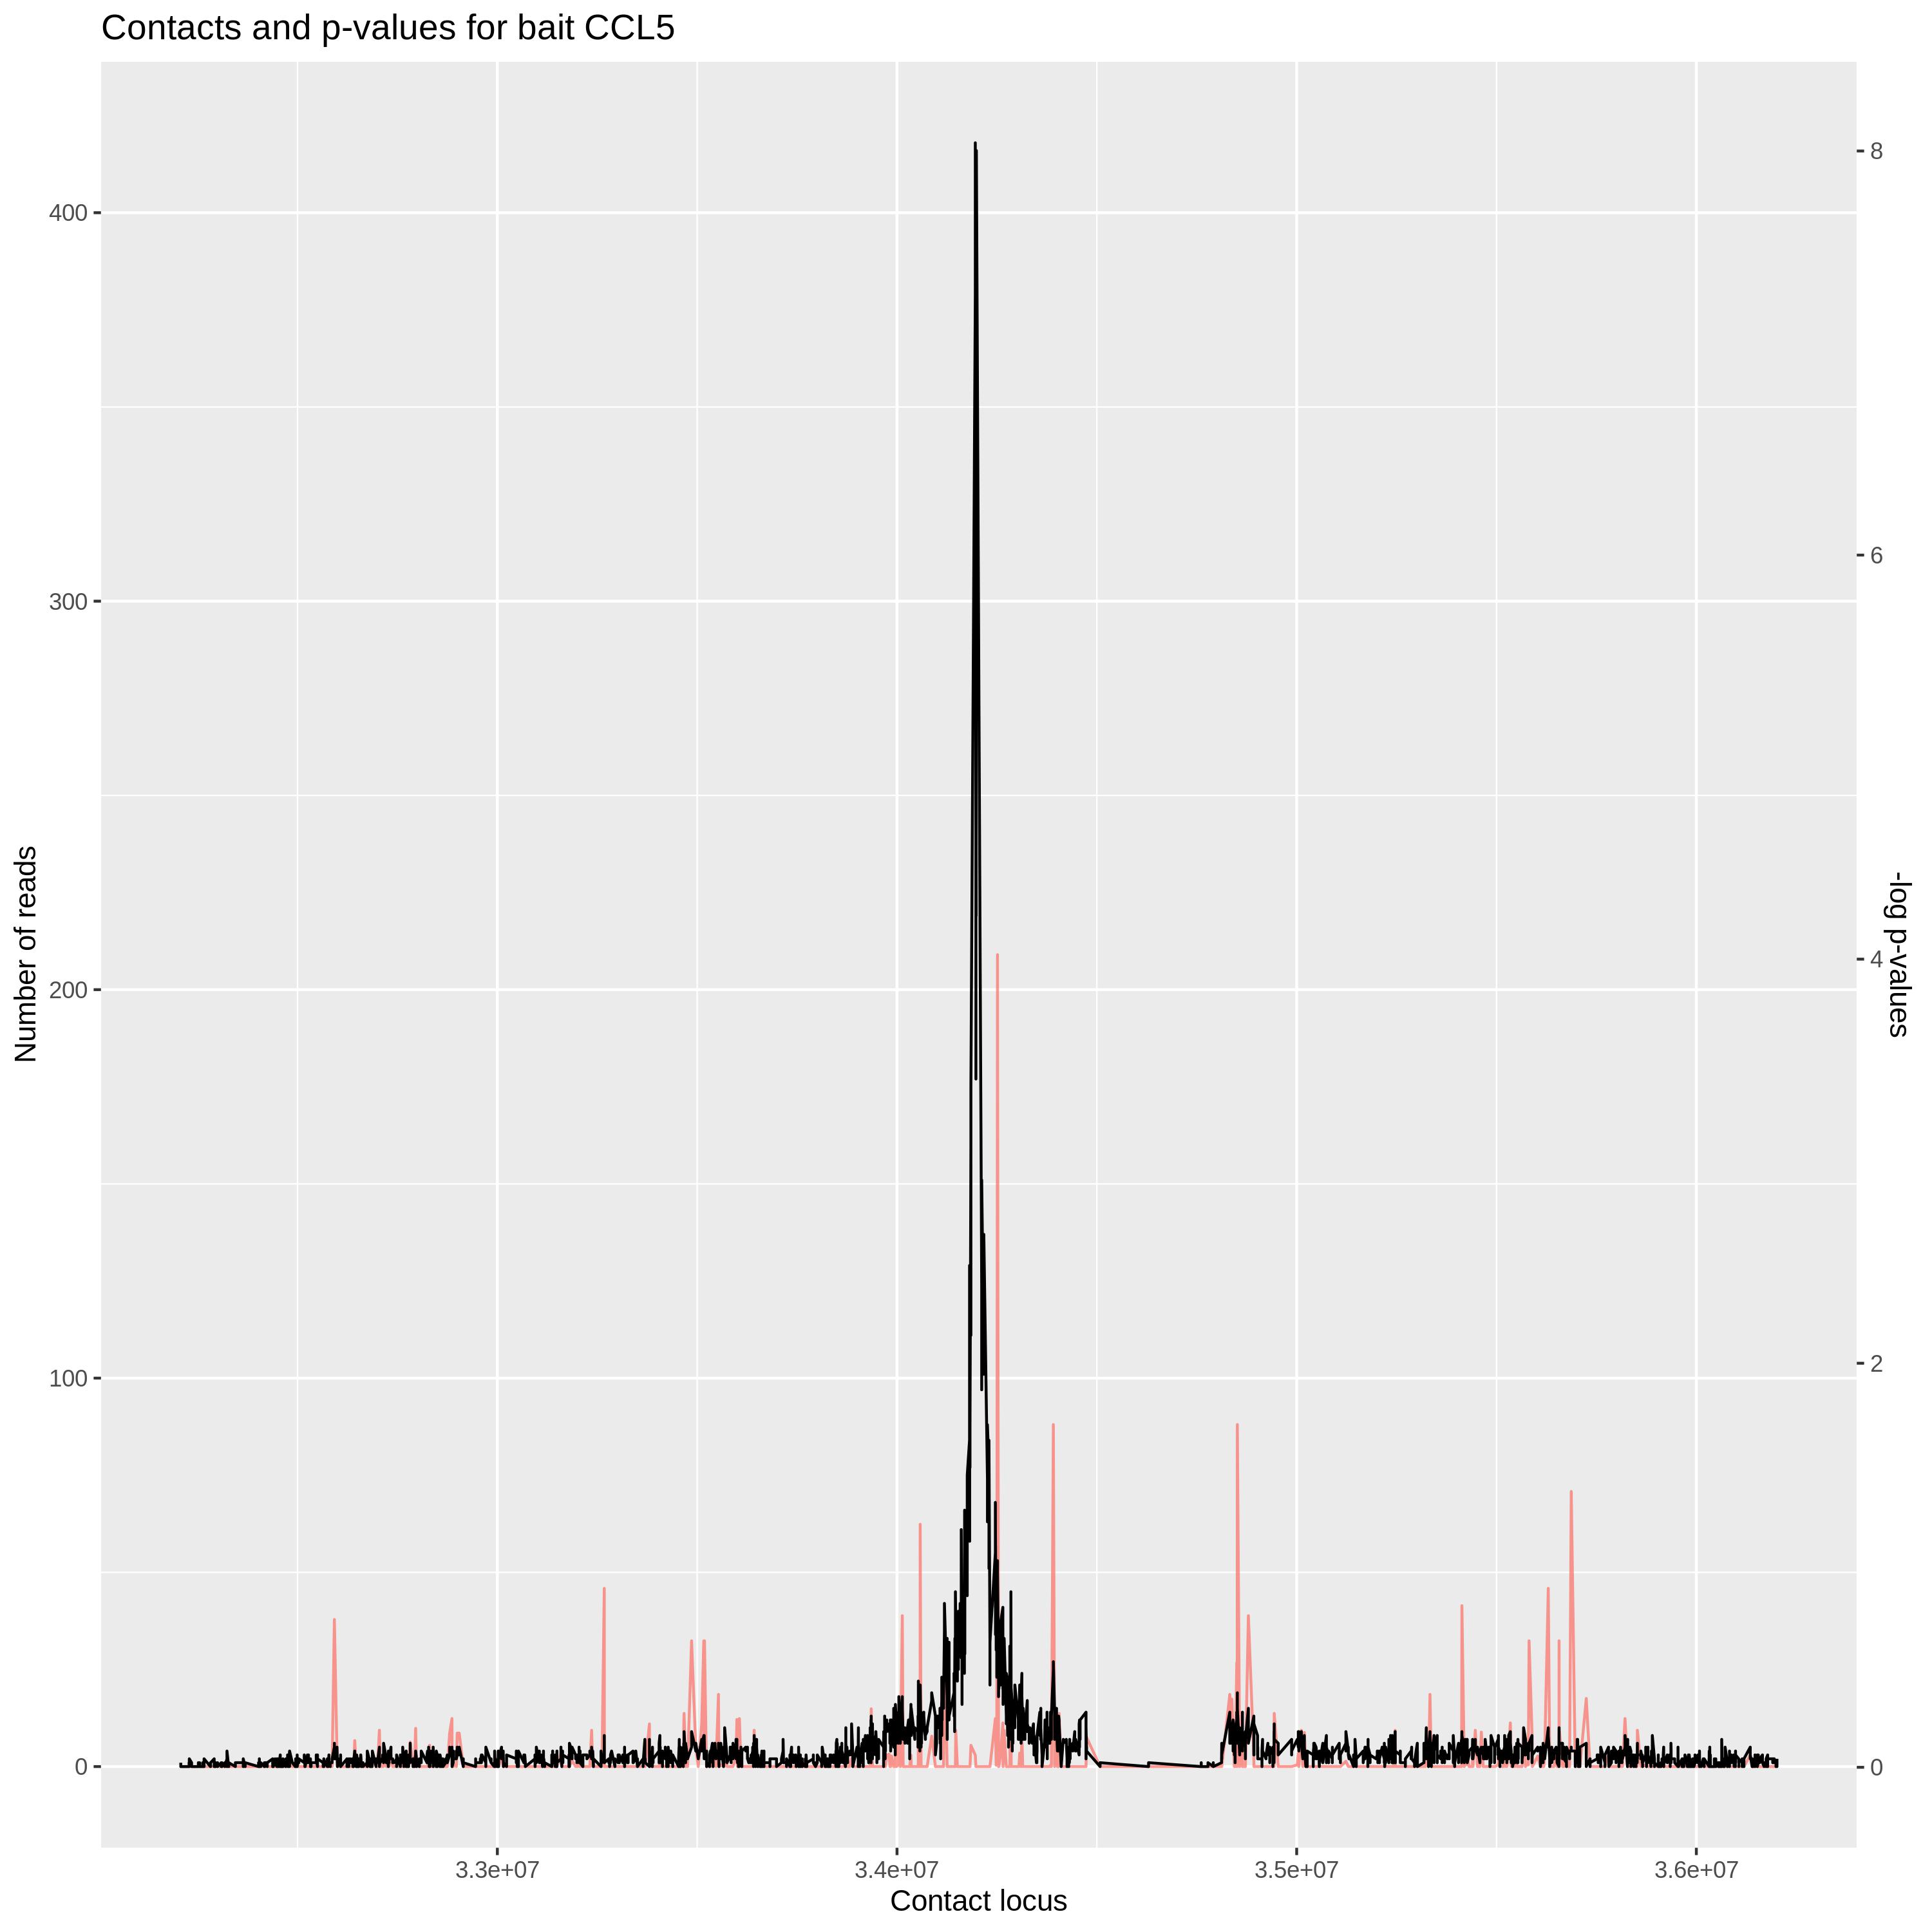 Contacts and p-values for bait CCL5
400
300
200
100
0
Number of reads
8
6
4
2
0
-log p-values
3.3e+07
3.4e+07
3.5e+07
3.6e+07
Contact locus